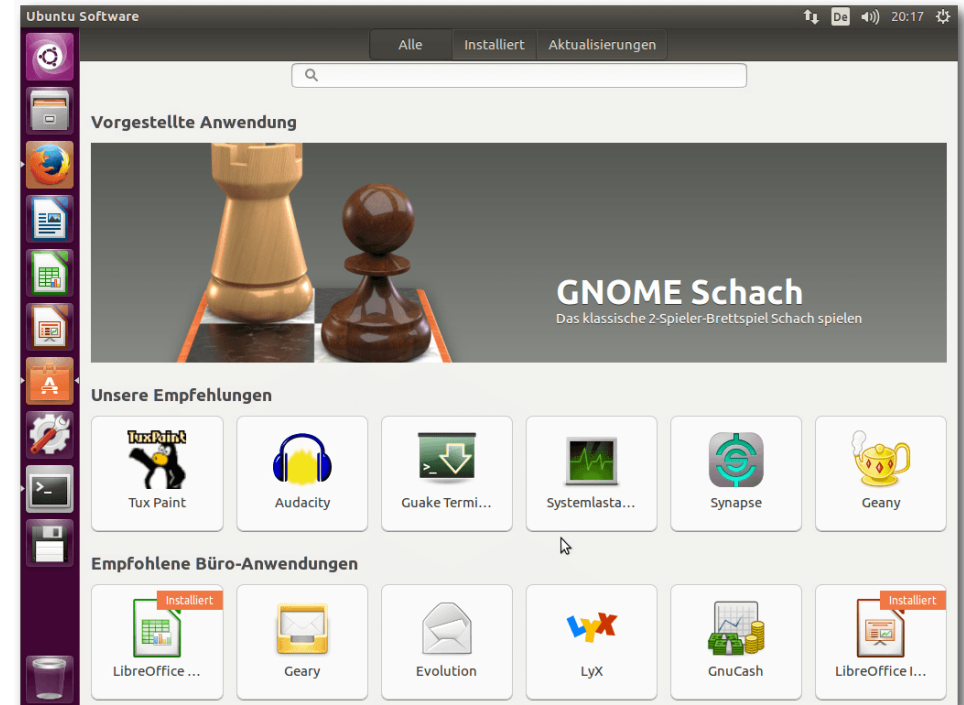 Ubuntu Software
De
20:17
Alle
Installiert
Aktualisierungen
Vorgestellte Anwendung
GNOME Schach
Das klassische 2-Spieler-Brettspiel Schach spielen
Unsere Empfehlungen
TuxPaint
Tux Paint
Audacity
Guake Termi...
Systemlasta...
Synapse
Geany
Empfohlene Büro-Anwendungen
Installiert
LibreOffice ...
Geary
Evolution
LyX
LyX
GnuCash
Installiert
LibreOffice I...